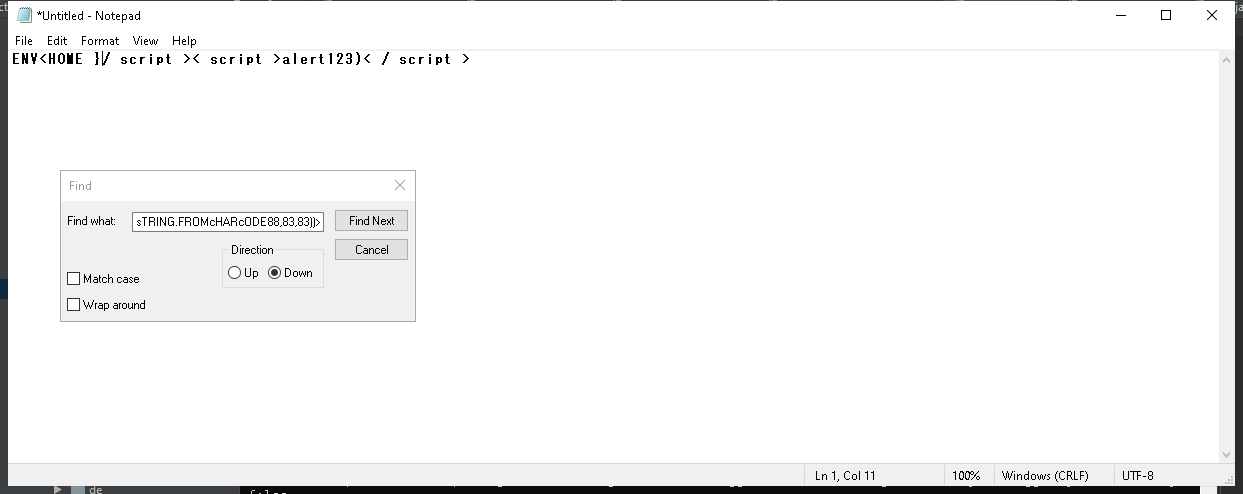 *Untitled - Notepad
File Edit Format View Help
ENV<HOME }/ script >< script >alert123)< / script >
Find
Find what: sTRING.FROMcHARcODE88,83,83))> Find Next
Direction Cancel
Up Down
Match case
Wrap around
Ln 1, Col 11 100% Windows (CRLF) UTF-8
de